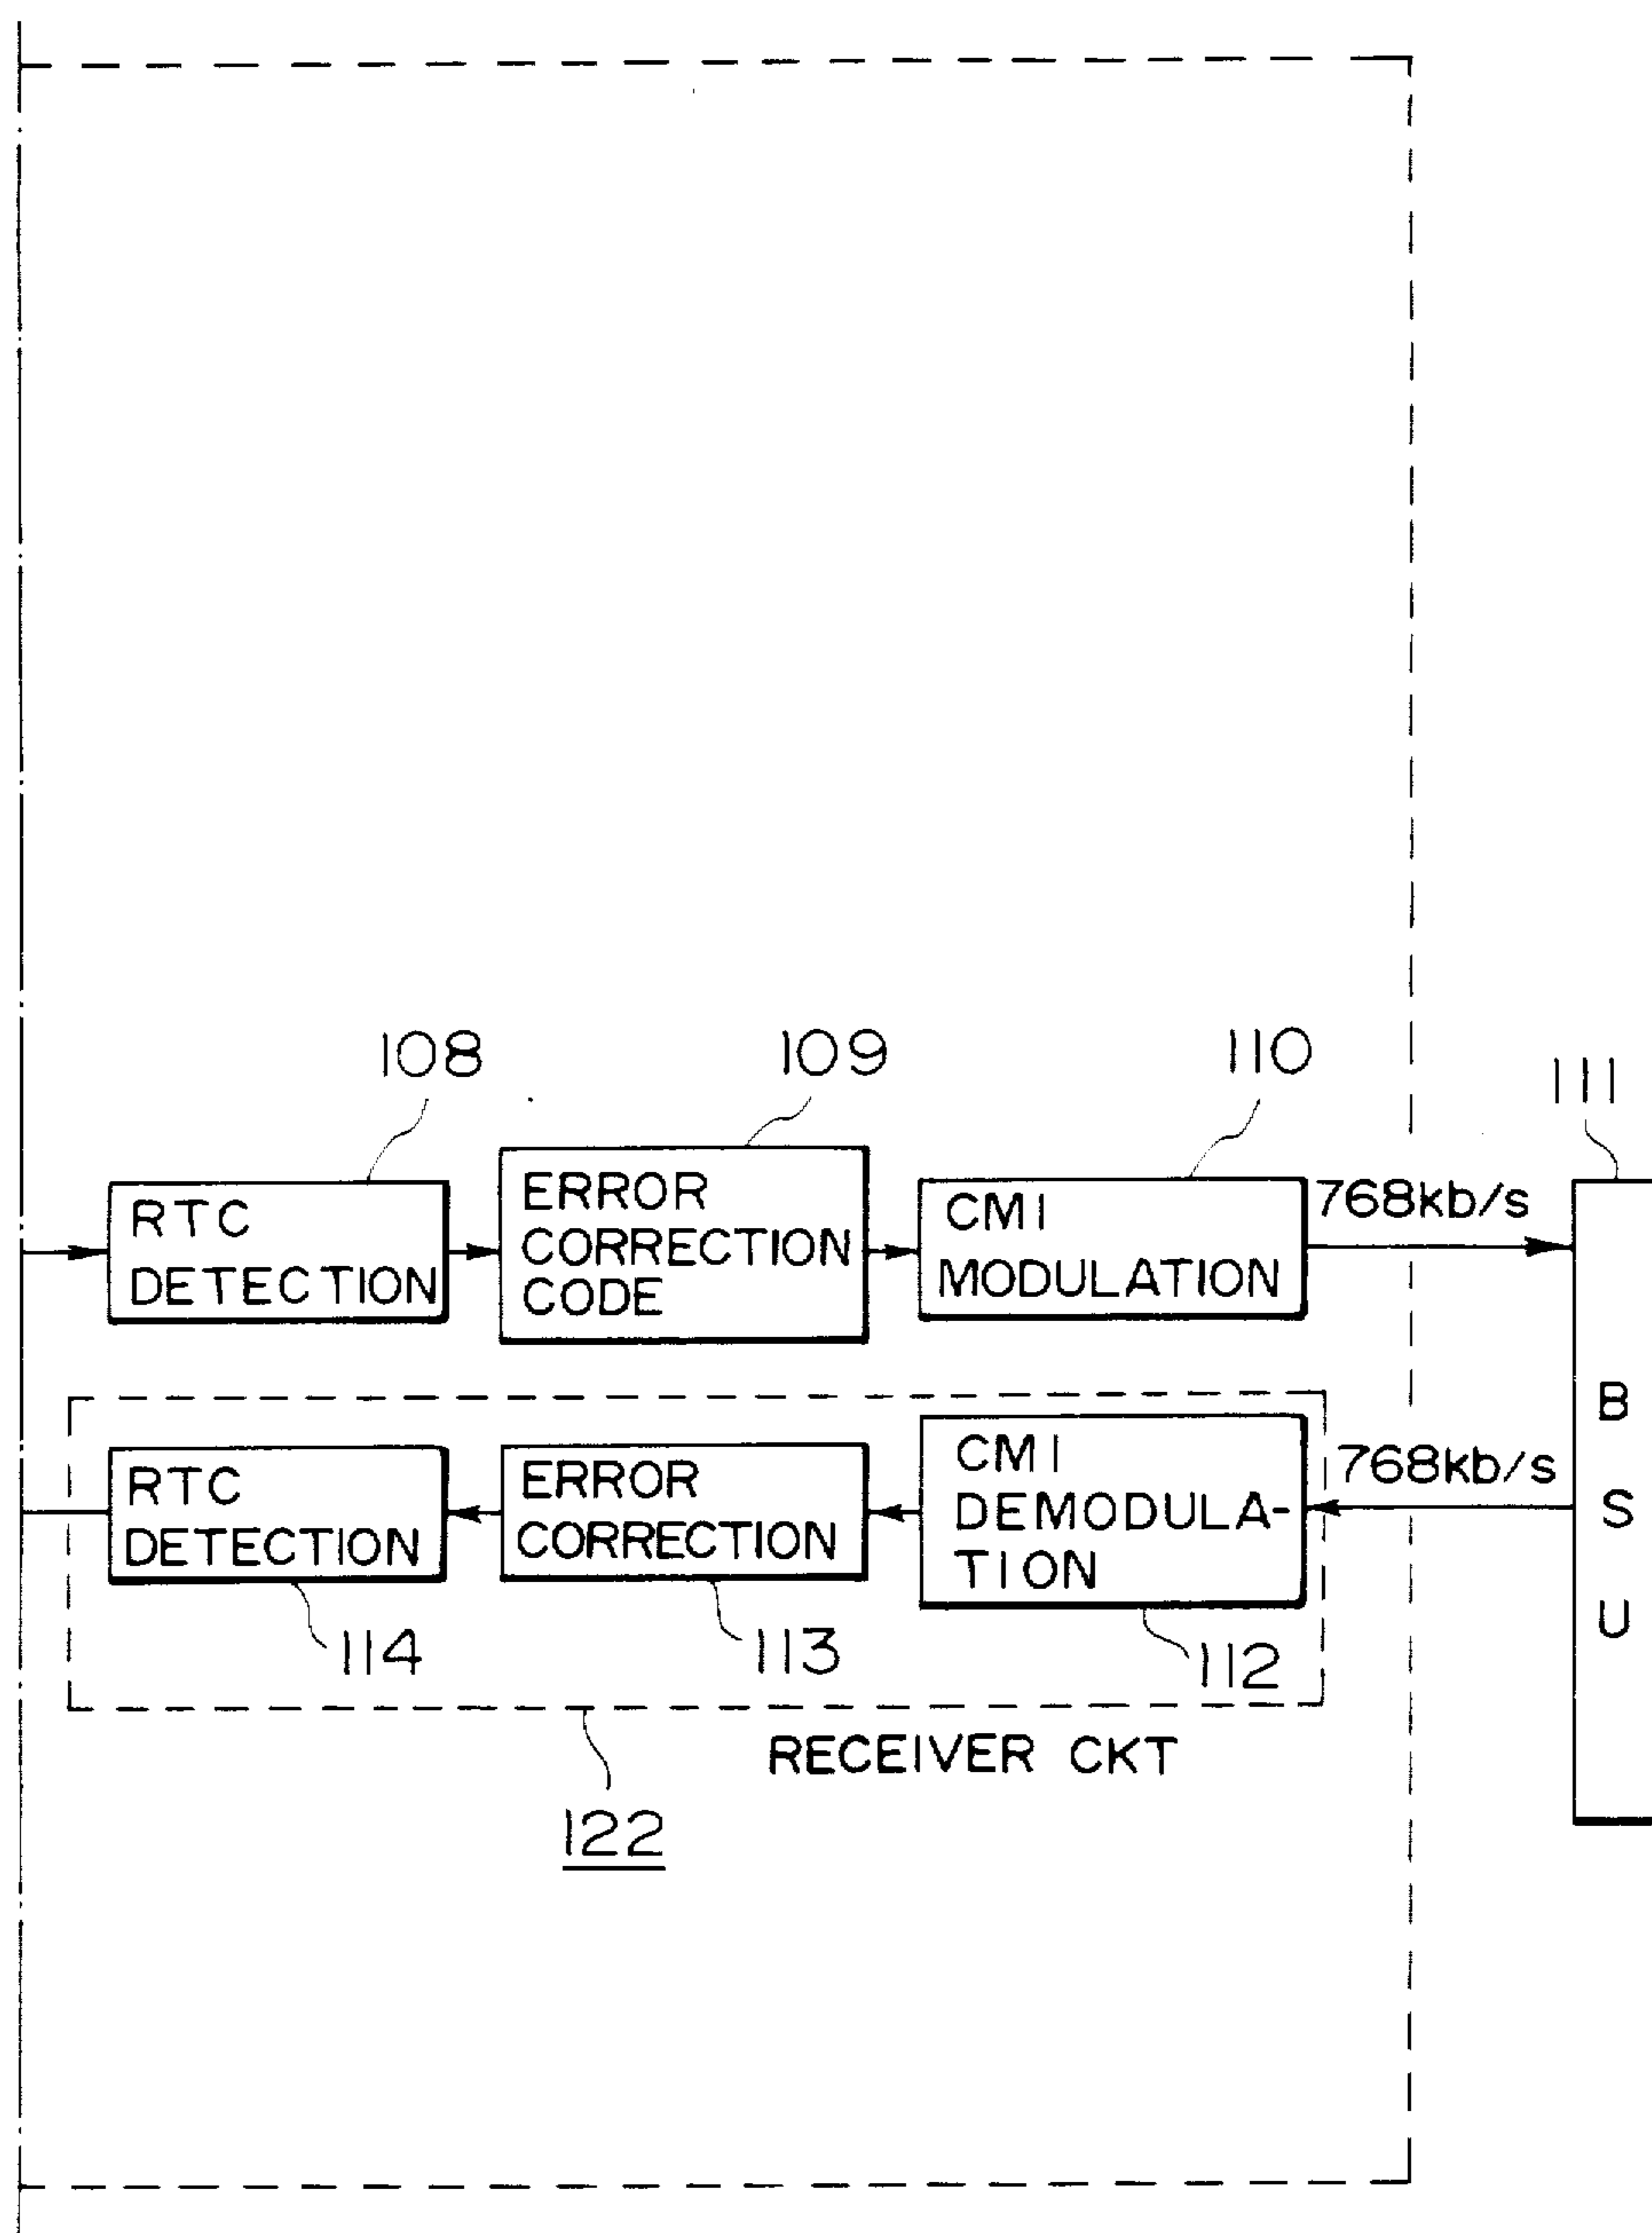 108
109
110
111
RTC
DETECTION
ERROR
CORRECTION
CODE
CMI
MODULATION
768kb/s
B
S
U
RTC
DETECTION
ERROR
CORRECTION
CMI
DEMODULA-
TION
768kb/s
114
113
112
RECEIVER CKT
122